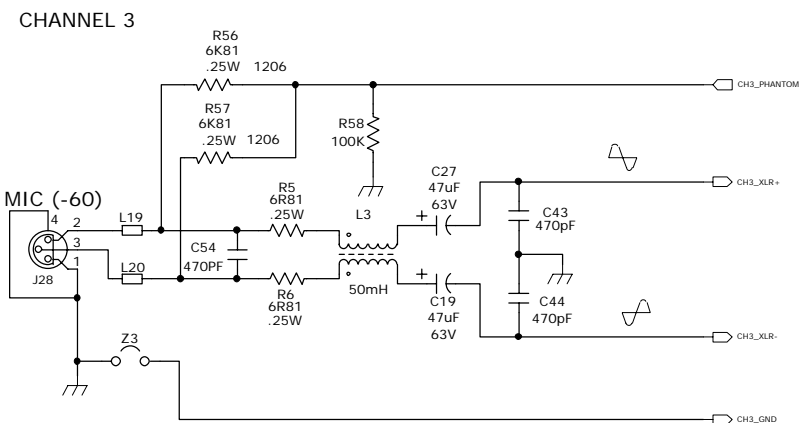 CHANNEL 3
R56
6K81
.25W 1206
CH3_PHANTOM
R57
6K81
.25W 1206
R58
100K
C27
47uF
63V
CH3_XLR+
MIC (-60)
4
2
3
1
J28
L19
L20
C54
470PF
R5
6R81
.25W
L3
+
C43
470pF
R6
6R81
.25W
50mH
+
C19
47uF
63V
C44
470pF
CH3_XLR-
Z3
CH3_GND